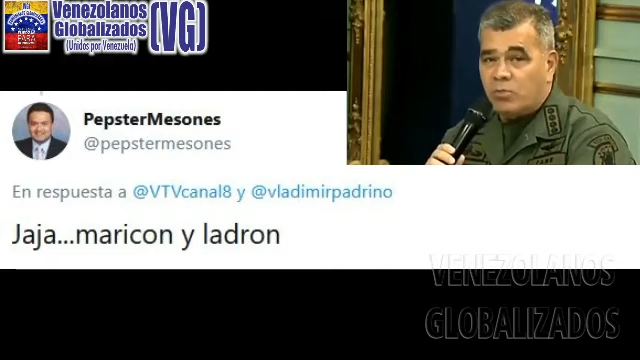 Venezolanos
Globalizados
(Unidos por Venezuela)
(VG)
PepsterMesones
@pepstermesones
En respuesta a @VTVcanal8 y @vladimirpadrino
Jaja...maricon y ladron
VENEZOLANOS
GLOBALIZADOS